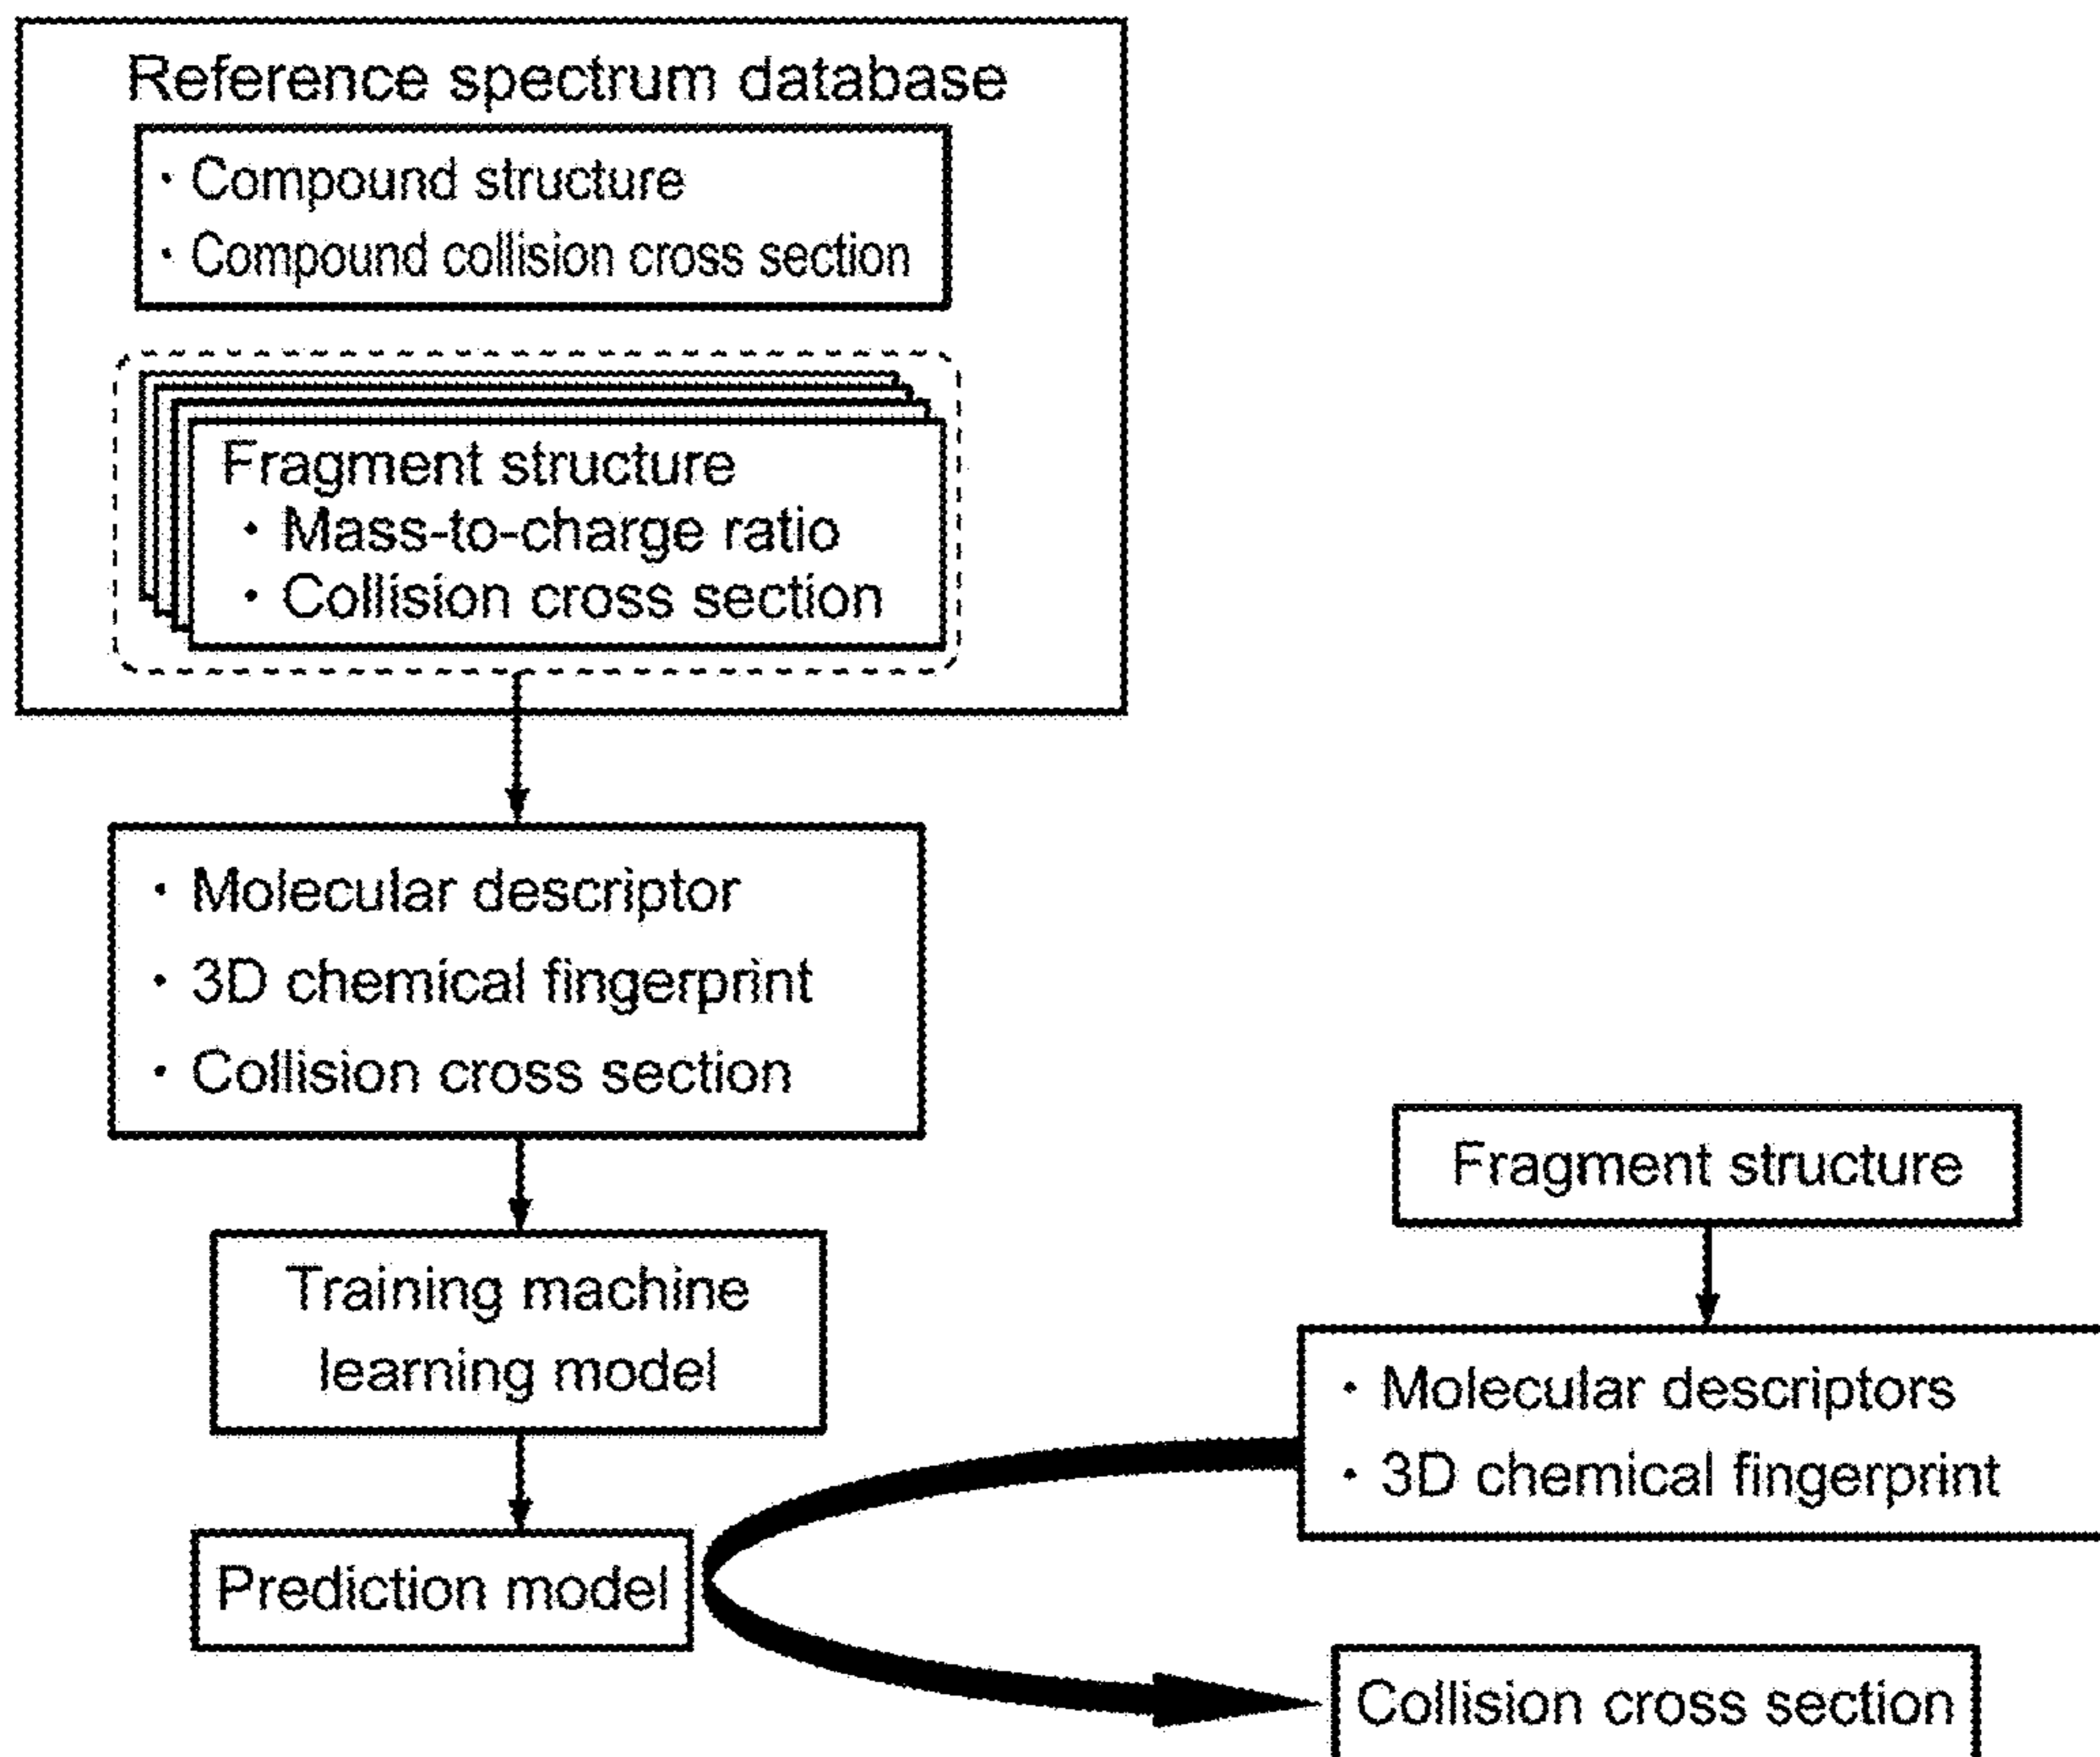 Reference spectrum database
· Compound structure
· Compound collision cross section
Fragment structure
· Mass-to-charge ratio
· Collision cross section
· Molecular descriptor
· 3D chemical fingerprint
· Collision cross section
Training machine
learning model
Prediction model
Fragment structure
· Molecular descriptors
· 3D chemical fingerprint
Collision cross section